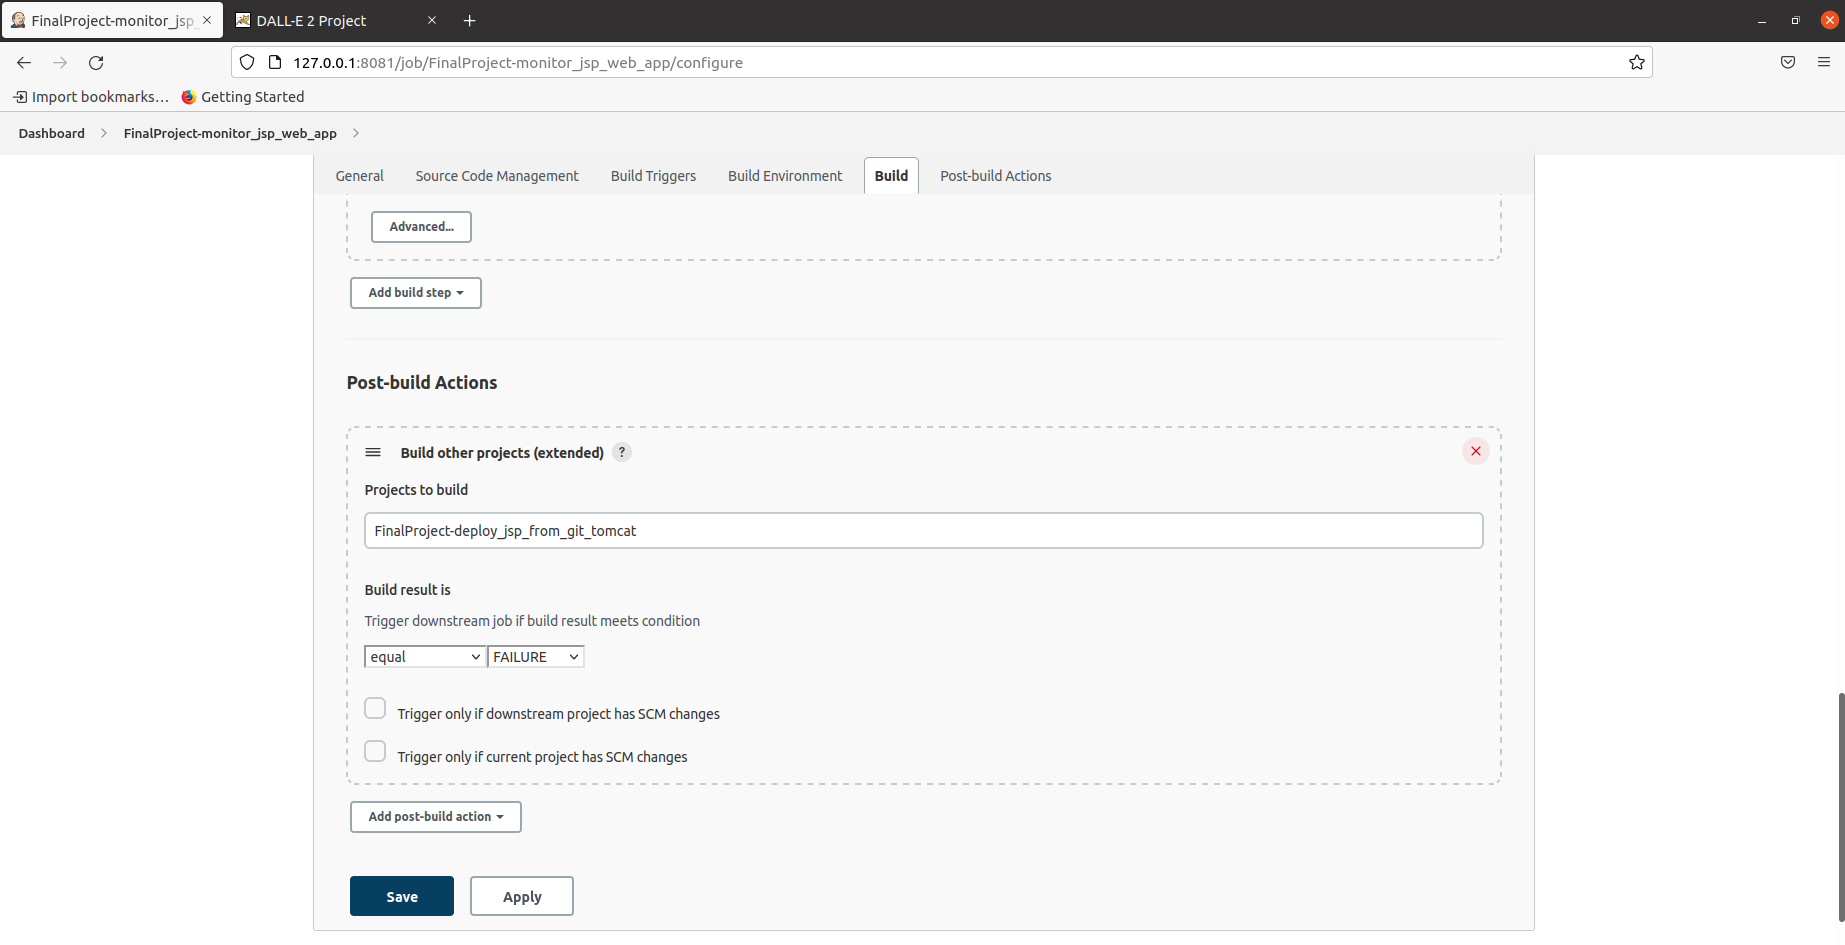 FinalProject-monitor_jsp_
DALL-E 2 Project
127.0.0.1:8081/job/FinalProject-monitor_jsp_web_app/configure
Import bookmarks...
Getting Started
Dashboard
FinalProject-monitor_jsp_web_app
General
Source Code Management
Build Triggers
Build Environment
Build
Post-build Actions
Advanced...
Add build step
Post-build Actions
Build other projects (extended) ?
Projects to build
FinalProject-deploy_jsp_from_git_tomcat
Build result is
Trigger downstream job if build result meets condition
equal
FAILURE
Trigger only if downstream project has SCM changes
Trigger only if current project has SCM changes
Add post-build action
Save
Apply